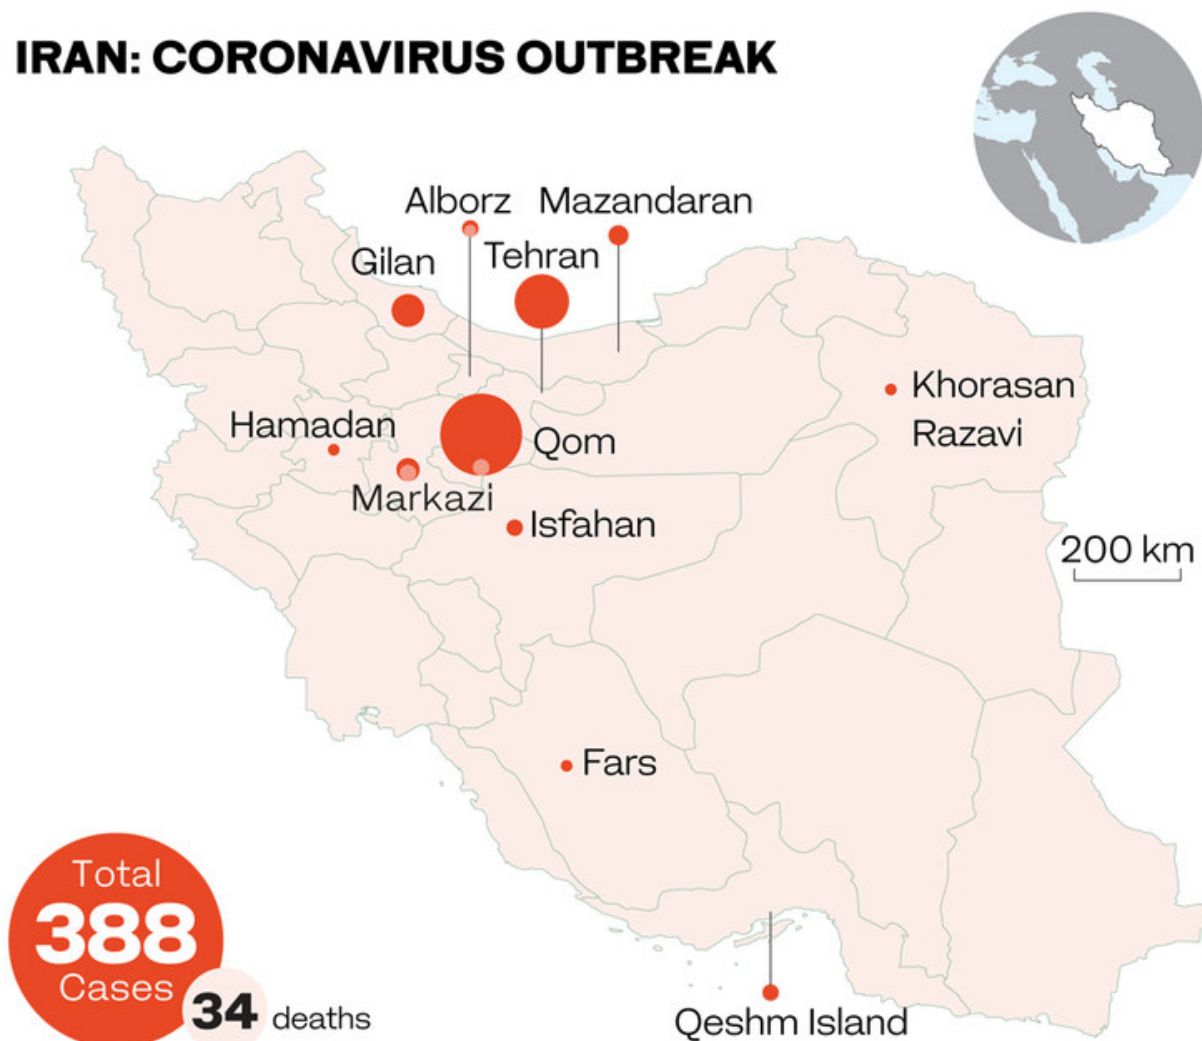 IRAN: CORONAVIRUS OUTBREAK
Alborz
Mazandaran
Gilan
Tehran
Khorasan
Razavi
Hamadan
Qom
Markazi
Isfahan
200 km
Fars
Total
388
Cases
34 deaths
Qeshm Island